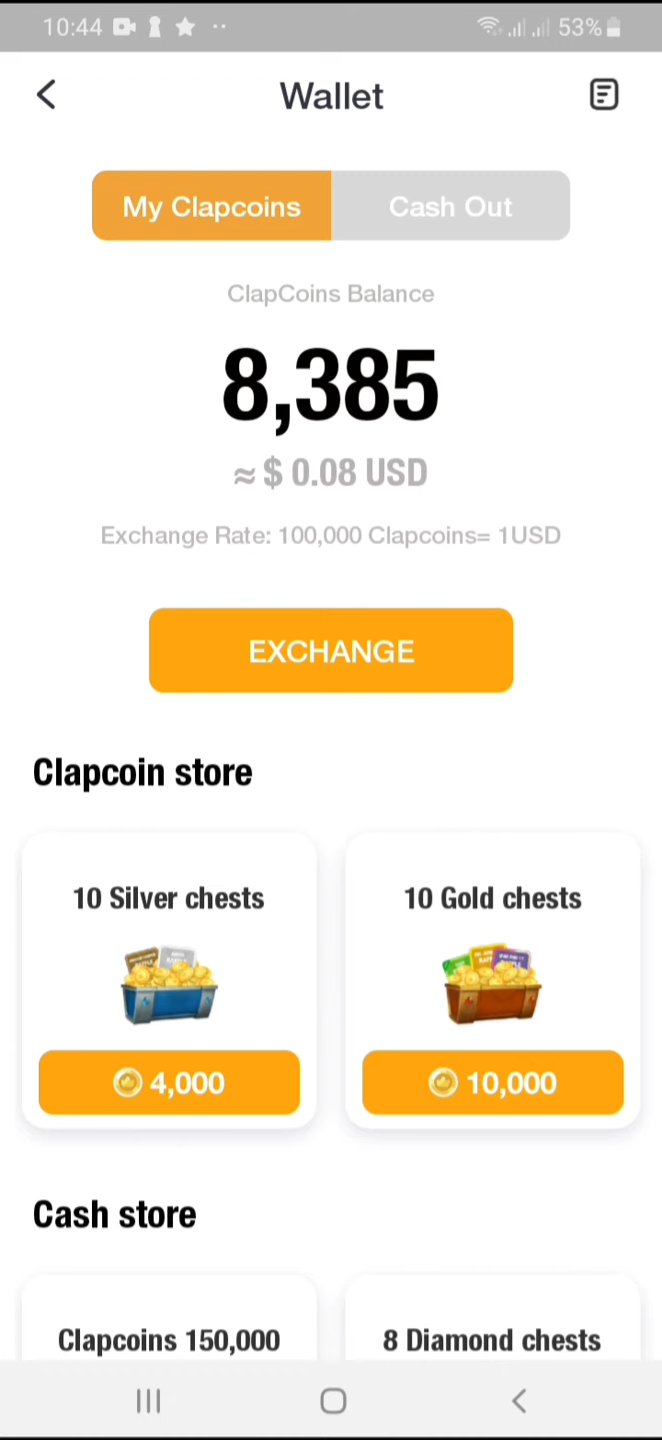 10:44
53%
Wallet
My Clapcoins
Cash Out
ClapCoins Balance
8,385
≈ $ 0.08 USD
Exchange Rate: 100,000 Clapcoins= 1USD
EXCHANGE
Clapcoin store
10 Silver chests
10 Gold chests
4,000
10,000
Cash store
Clapcoins 150,000
8 Diamond chests